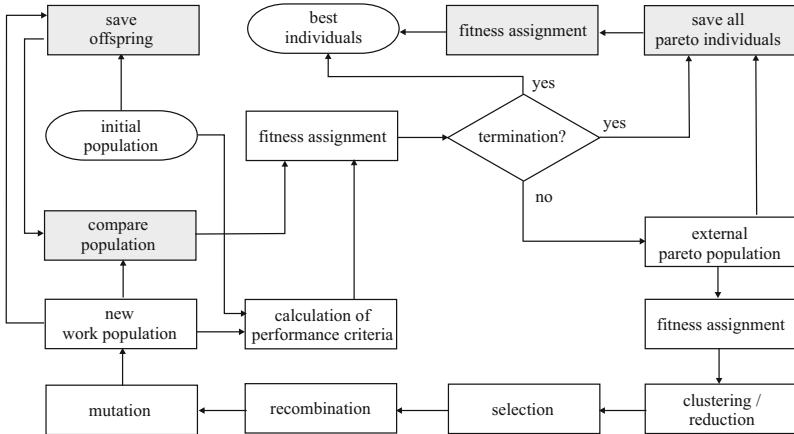 save
offspring
best
individuals
fitness assignment
save all
pareto individuals
yes
initial
population
fitness assignment
termination?
yes
no
compare
population
external
pareto population
new
work population
calculation of
performance criteria
fitness assignment
mutation
recombination
selection
clustering /
reduction